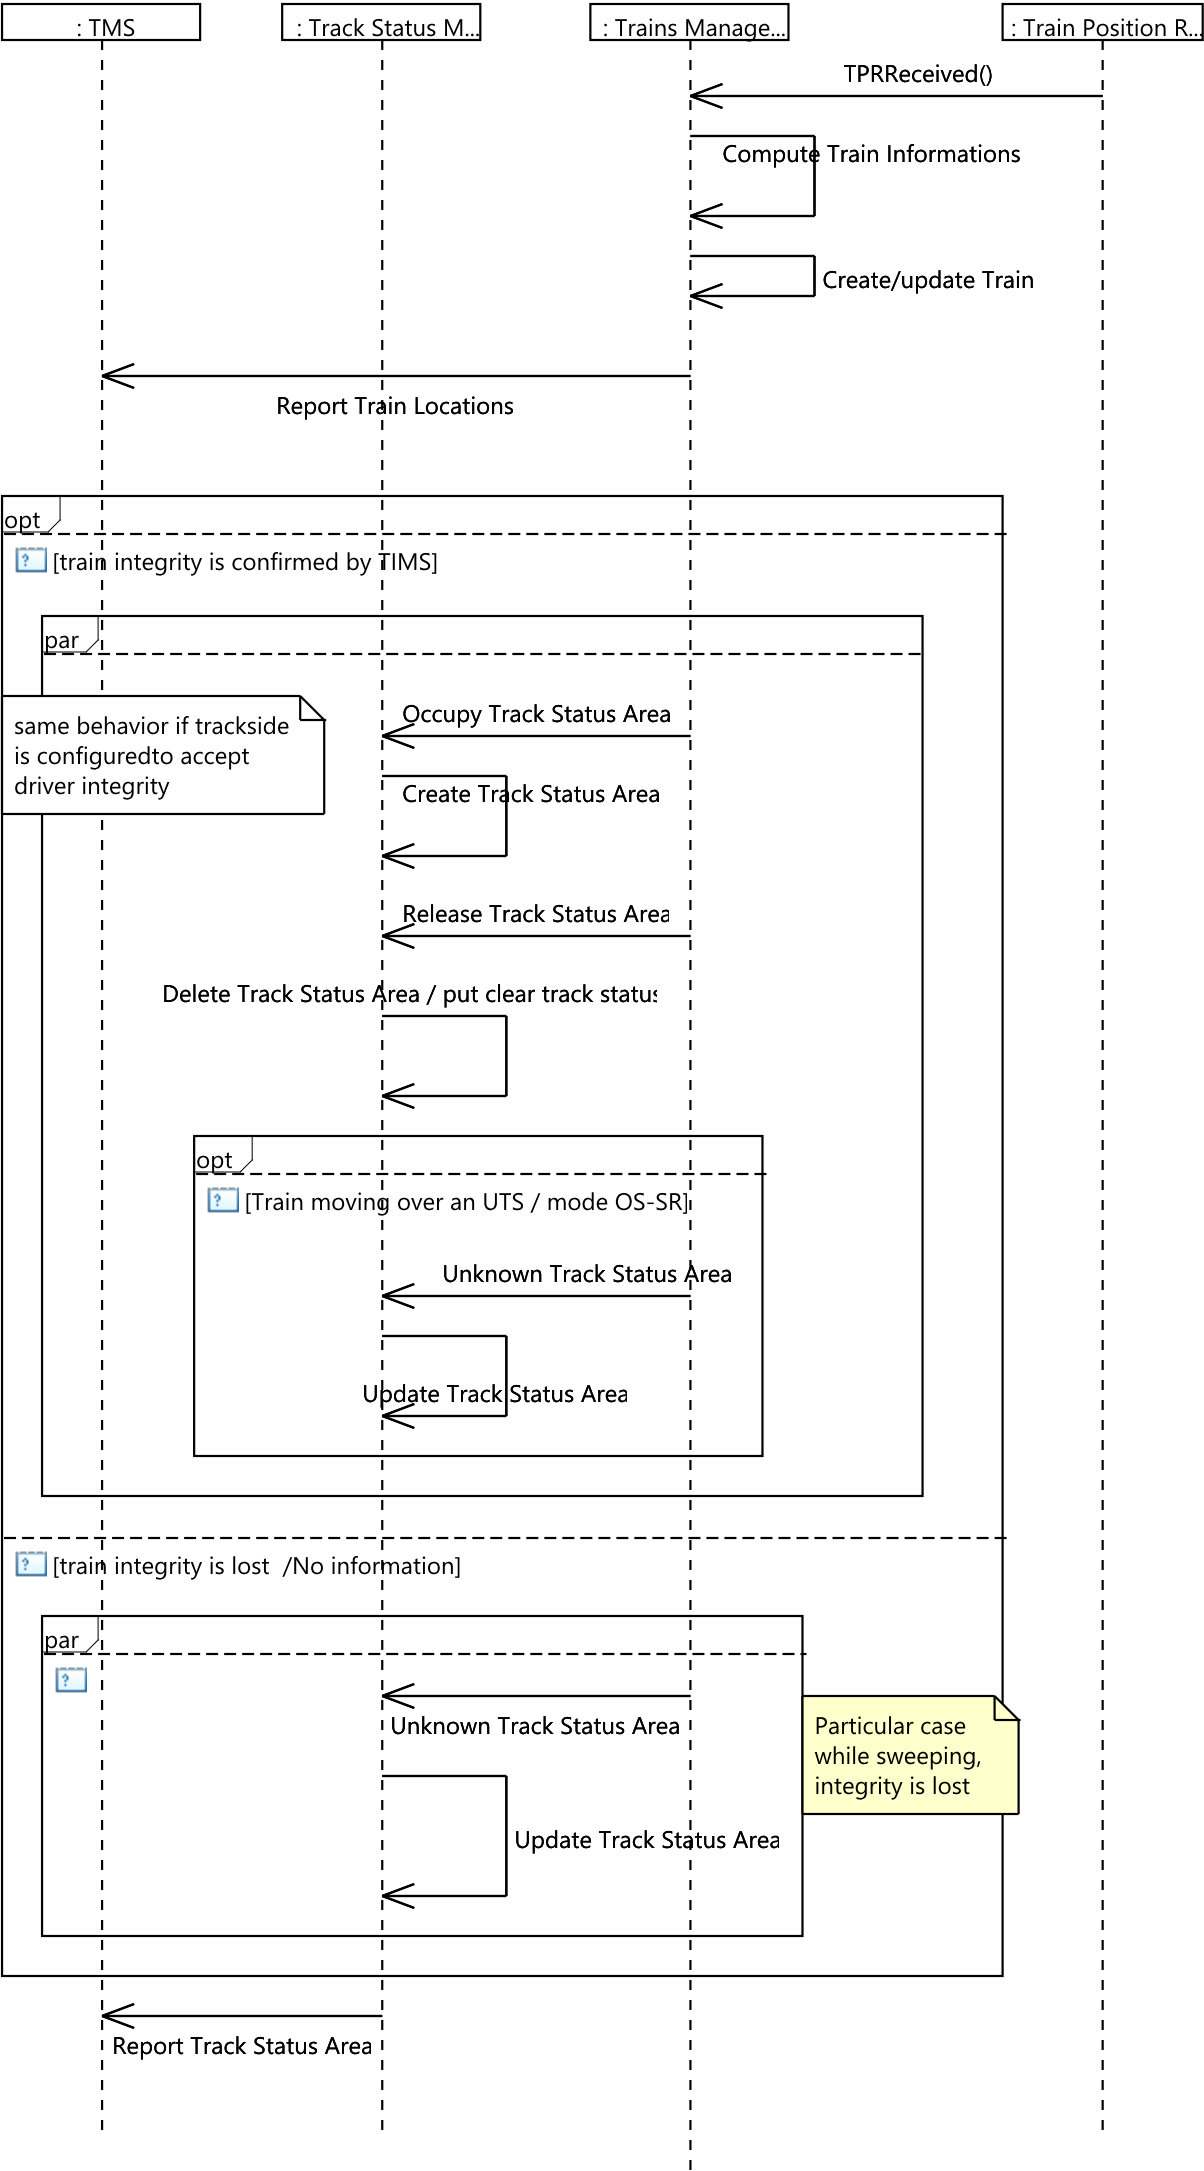 : TMS
: Track Status M...
: Trains Manage...
: Train Position R...
TPRReceived()
Compute Train Informations
Create/update Train
Report Train Locations
opt
[train integrity is confirmed by TIMS]
par
same behavior if trackside
is configuredto accept
driver integrity
Occupy Track Status Area
Create Track Status Area
Release Track Status Area
Delete Track Status Area / put clear track status
opt
[Train moving over an UTS / mode OS-SR]
Unknown Track Status Area
Update Track Status Area
[train integrity is lost  /No information]
par
Unknown Track Status Area
Particular case
while sweeping,
integrity is lost
Update Track Status Area
Report Track Status Area